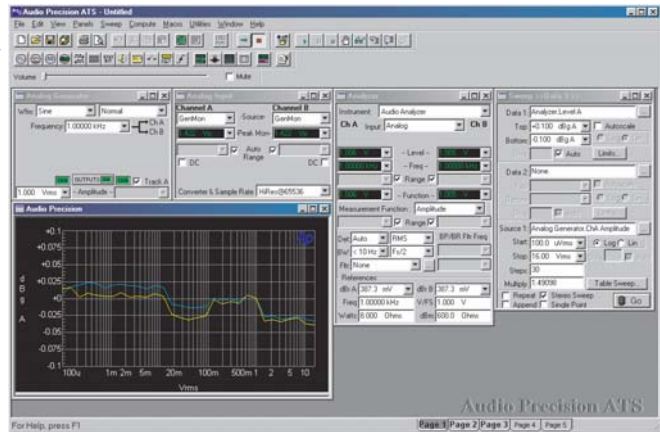 Audio Precision ATS - Untitled
File Edit View Panels Sweep Compute Macro Utilities Window Help
Volume
Mute
Analog Generator
Wfm: Sine Normal
Frequency: 1.00000 kHz
Ch A
Ch B
OUTPUTS
Track A
1.000 Vrms - Amplitude -
Analog Input
Channel A Channel B
GenMon - Source - GenMon
- Peak Mon -
Auto
Range
DC DC
Converter & Sample Rate HiRes@65536
Analyzer
Instrument: Audio Analyzer
Ch A Input Analog Ch B
- Level -
- Freq -
Range
- Function -
Measurement Function: Amplitude
Range
Det: Auto RMS BP/BR Fltr Freq
BW: < 10 Hz Fs/2
Fltr: None
References
dBr A: 387.3 mV dBr B: 387.3 mV
Freq: 1.00000 kHz V/FS: 1.000 V
Watts: 8.000 Ohms dBm: 600.0 Ohms
Data 1: Analyzer.Level A
Top: +0.100 dBg A Autoscale
Bottom: -0.100 dBg A Log Lin
Auto Limits...
Data 2: None
Source 1: Analog Generator.ChA Amplitude
Start: 100.0 uVrms Log Lin
Stop: 16.00 Vrms
Steps: 30
Multiply: 1.49098 Table Sweep...
Repeat Stereo Sweep
Append Single Point
Go
Audio Precision
+0.1
+0.075
+0.05
+0.025
+0
-0.025
-0.05
-0.075
-0.1
d
B
g
A
100u 1m 2m 5m 20m 100m 500m 1 2 5 10
Vrms
Audio Precision ATS
For Help, press F1
Page 1 Page 2 Page 3 Page 4 Page 5